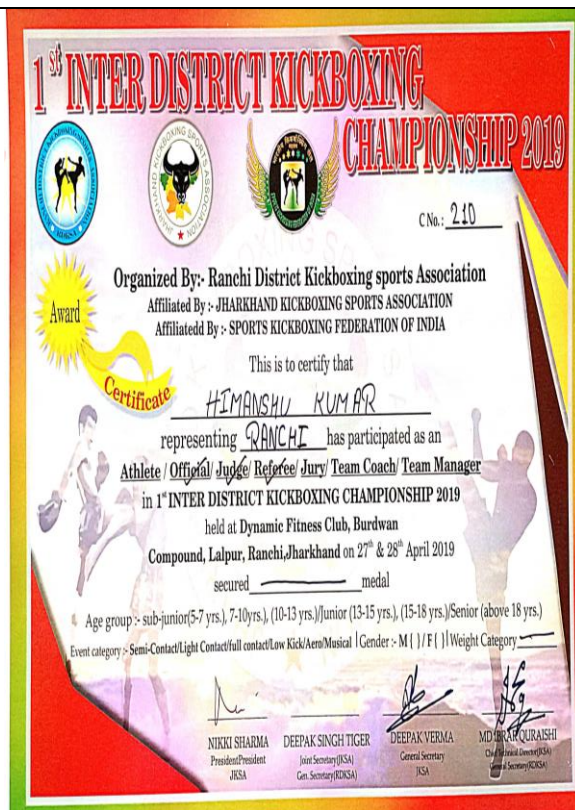 1st INTER DISTRICT KICKBOXING
CHAMPIONSHIP 2019
JHARKHAND KICKBOXING SPORTS ASSOCIATION
C No.: 210
Organized By:- Ranchi District Kickboxing sports Association
Affiliated By :- JHARKHAND KICKBOXING SPORTS ASSOCIATION
Affiliatedd By :- SPORTS KICKBOXING FEDERATION OF INDIA
Award
Certificate
This is to certify that
HIMANSHU KUMAR
representing RANCHI has participated as an
Athlete / Official/ Judge/ Referee/ Jury/ Team Coach/ Team Manager
in 1st INTER DISTRICT KICKBOXING CHAMPIONSHIP 2019
held at Dynamic Fitness Club, Burdwan
Compound, Lalpur, Ranchi,Jharkhand on 27th & 28th April 2019
secured medal
Age group :- sub-junior(5-7 yrs.), 7-10yrs.), (10-13 yrs.)/Junior (13-15 yrs.), (15-18 yrs.)/Senior (above 18 yrs.)
Event category :- Semi-Contact/Light Contact/full contact/Low Kick/Aero/Musical | Gender :- M ( ) / F ( ) | Weight Category
NIKKI SHARMA DEEPAK SINGH TIGER DEEPAK VERMA MD IBRAR QURAISHI
PresidentPresident Joint Secretary(JKSA) General Secretary Chief Technical Director(JKSA)
JKSA Gen. Secretary(RDKSA) JKSA General Secretary(RDKSA)